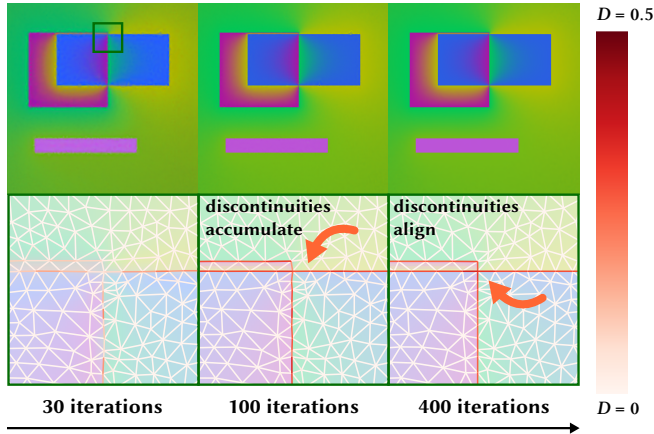 D = 0.5
discontinuities
accumulate
discontinuities
align
30 iterations
100 iterations
400 iterations
D = 0